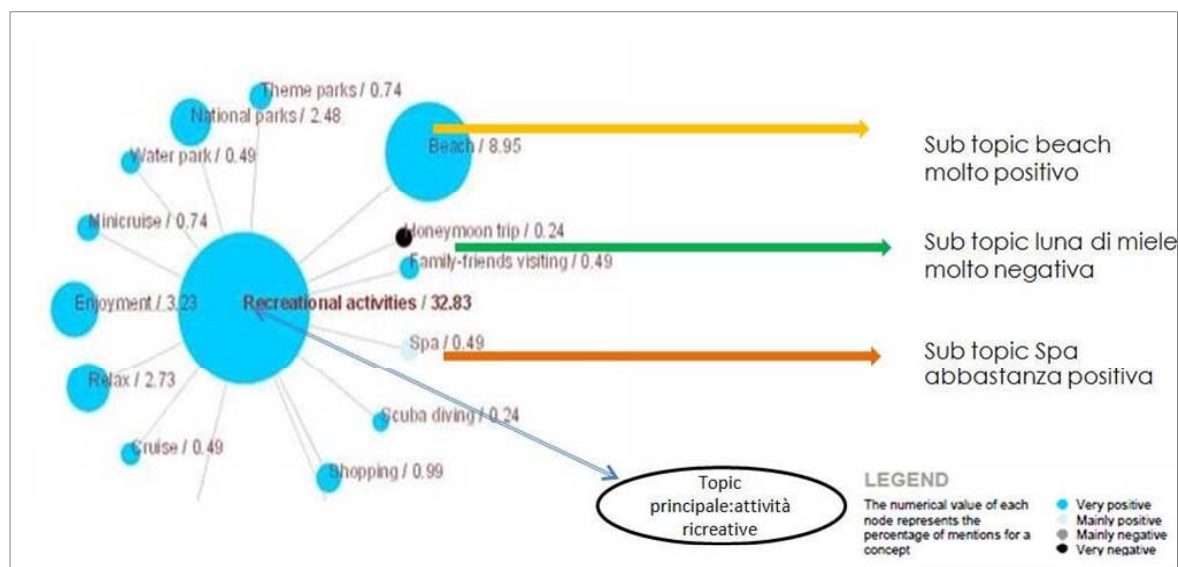 Theme parks / 0.74
National parks / 2.48
Beach / 8.95
Water park / 0.49
Minicruise / 0.74
Honeymoon trip / 0.24
Family-friends visiting / 0.49
Enjoyment / 3.23
Recreational activities / 32.83
Spa / 0.49
Relax / 2.73
Scuba diving / 0.24
Cruise / 0.49
Shopping / 0.99
Sub topic beach
molto positivo
Sub topic luna di miele
molto negativa
Sub topic Spa
abbastanza positiva
Topic
principale:attività
ricreative
LEGEND
The numerical value of each
node represents the
percentage of mentions for a
concept
Very positive
Mainly positive
Mainly negative
Very negative